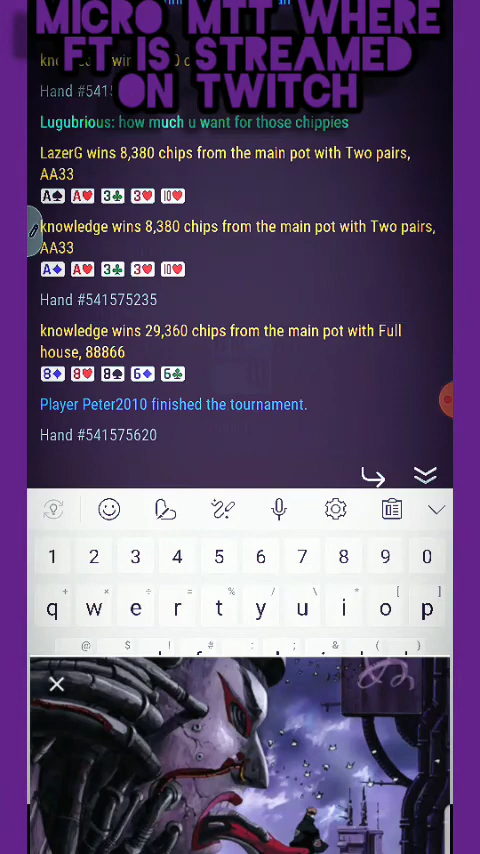 MICRO MTT WHERE
FT IS STREAMED
ON TWITCH
Hand #541
Lugubrious: how much u want for those chippies
LazerG wins 8,380 chips from the main pot with Two pairs,
AA33
A♠ A♥ 3♣ 3♥ 10♥
knowledge wins 8,380 chips from the main pot with Two pairs,
AA33
A♦ A♥ 3♣ 3♥ 10♥
Hand #541575235
knowledge wins 29,360 chips from the main pot with Full
house, 88866
8♦ 8♥ 8♠ 6♦ 6♣
Player Peter2010 finished the tournament.
Hand #541575620
1 2 3 4 5 6 7 8 9 0
+ × ÷ = % / \ * [ ]
q w e r t y u i o p
@ $ ! # : ; & ( )